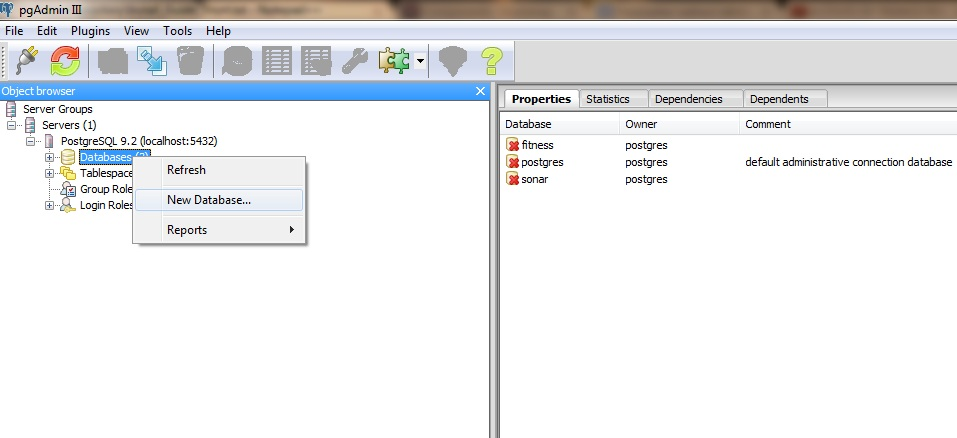 pgAdmin III
File Edit Plugins View Tools Help
Object browser
Server Groups
Servers (1)
PostgreSQL 9.2 (localhost:5432)
Databases
Tablespace
Group Role
Login Roles
Refresh
New Database...
Reports
Properties Statistics Dependencies Dependents
Database Owner Comment
fitness postgres
postgres postgres default administrative connection database
sonar postgres